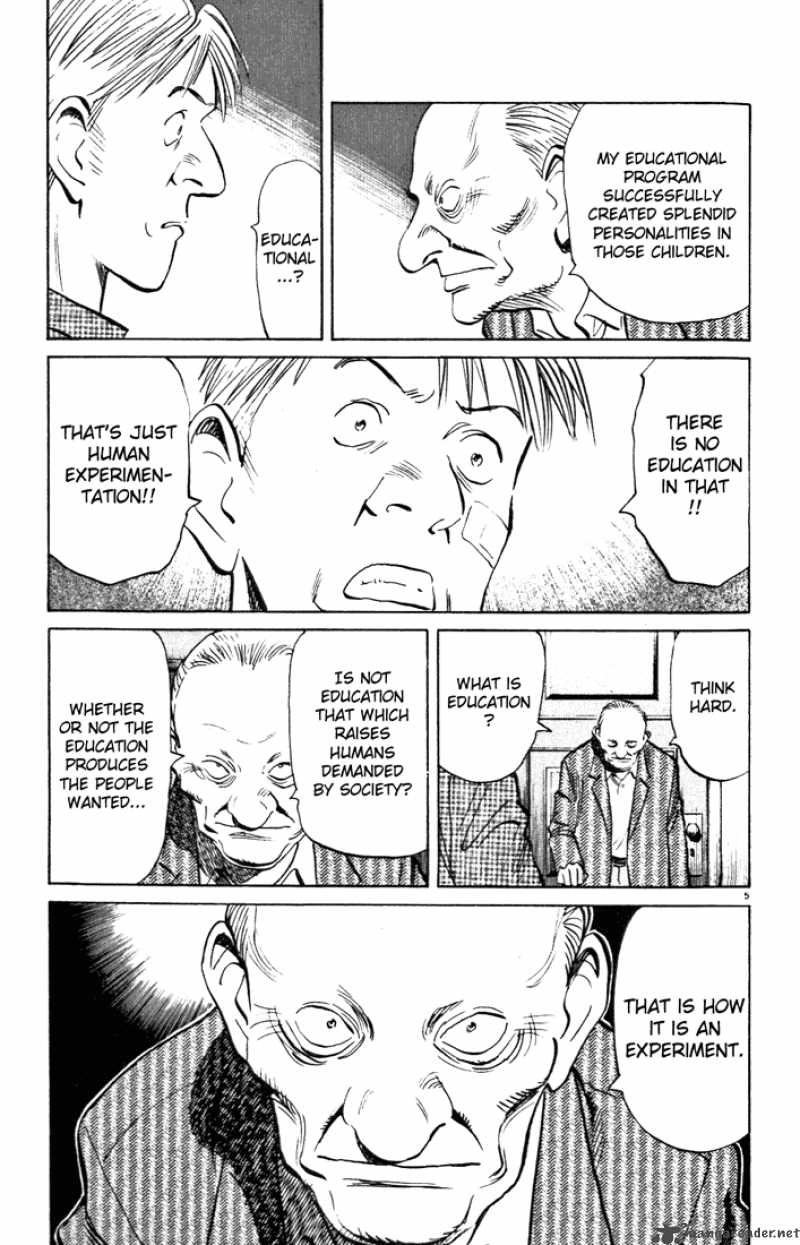 MY EDUCATIONAL
PROGRAM
SUCCESSFULLY
CREATED SPLENDID
PERSONALITIES IN
THOSE CHILDREN.
EDUCA-
TIONAL
...?
THERE
IS NO
EDUCATION
IN THAT
!!
THAT'S JUST
HUMAN
EXPERIMEN-
TATION!!
THINK
HARD.
WHAT IS
EDUCATION
?
IS NOT
EDUCATION
THAT WHICH
RAISES
HUMANS
DEMANDED
BY SOCIETY?
WHETHER
OR NOT THE
EDUCATION
PRODUCES
THE PEOPLE
WANTED...
5
THAT IS HOW
IT IS AN
EXPERIMENT.